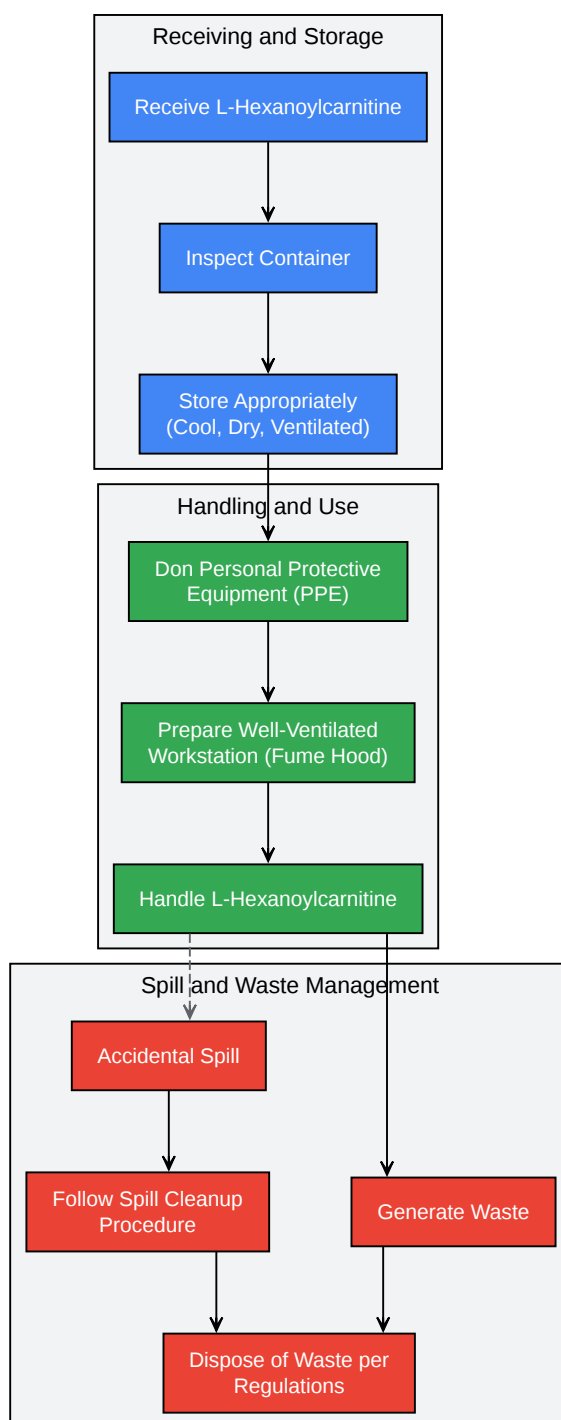 Receiving and Storage
Receive L-Hexanoylcarnitine
Inspect Container
Store Appropriately
(Cool, Dry, Ventilated)
Handling and Use
Don Personal Protective
Equipment (PPE)
Prepare Well-Ventilated
Workstation (Fume Hood)
Handle L-Hexanoylcarnitine
Spill and Waste Management
Accidental Spill
Follow Spill Cleanup
Procedure
Generate Waste
Dispose of Waste per
Regulations